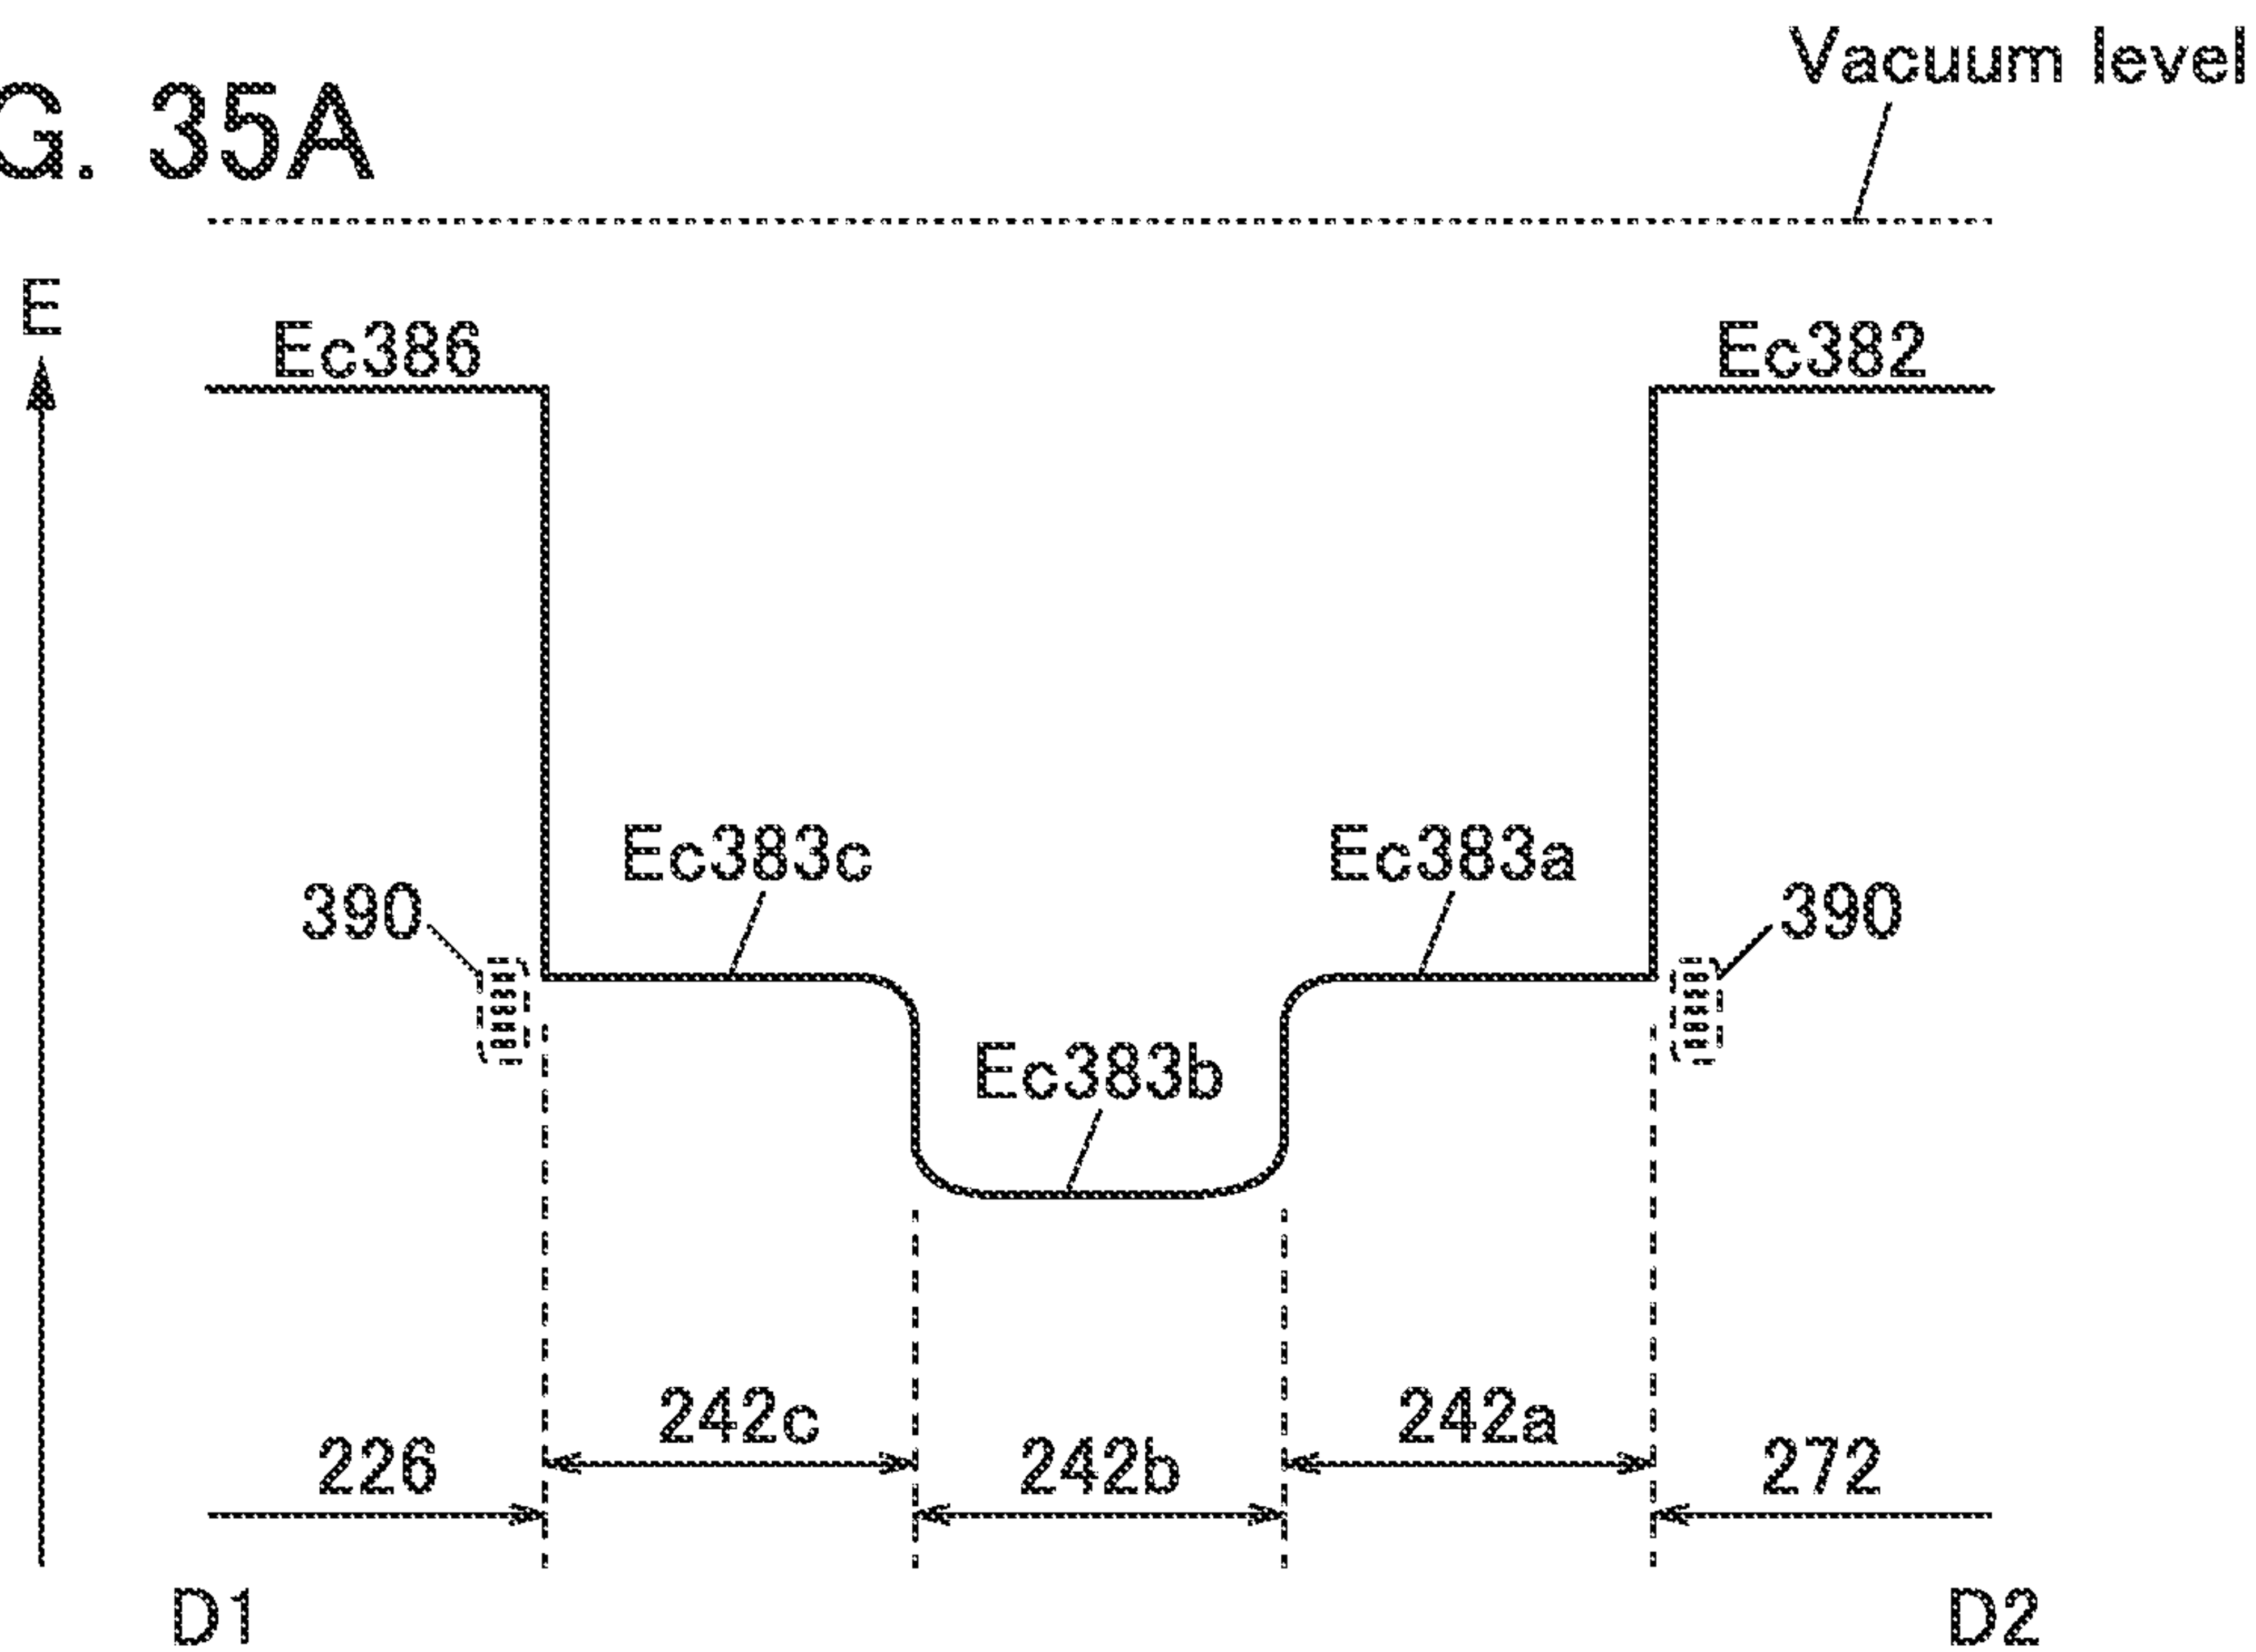 Vacuum level
G. 35A
E
Ec386
Ec382
Ec383c
Ec383a
390
390
Ec383b
242c
242a
226
242b
272
D1
D2